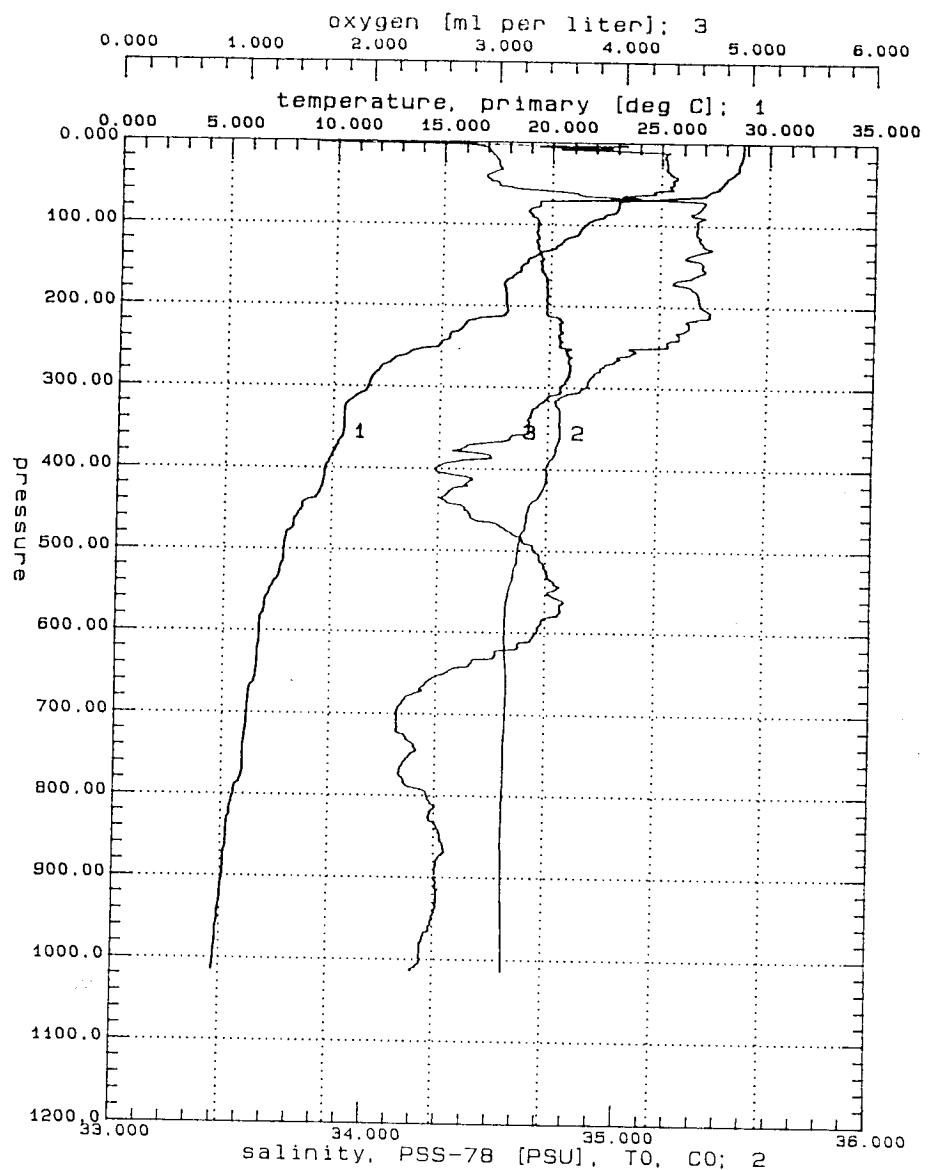 oxygen [ml per liter]; 3
0.000 1.000 2.000 3.000 4.000 5.000 6.000
temperature, primary [deg C]; 1
0.000 5.000 10.000 15.000 20.000 25.000 30.000 35.000
0.000
100.00
200.00
300.00
1 3 2
400.00
pressure
500.00
600.00
700.00
800.00
900.00
1000.0
1100.0
1200.0
33.000 34.000 35.000 36.000
salinity, PSS-78 [PSU], T0, C0; 2